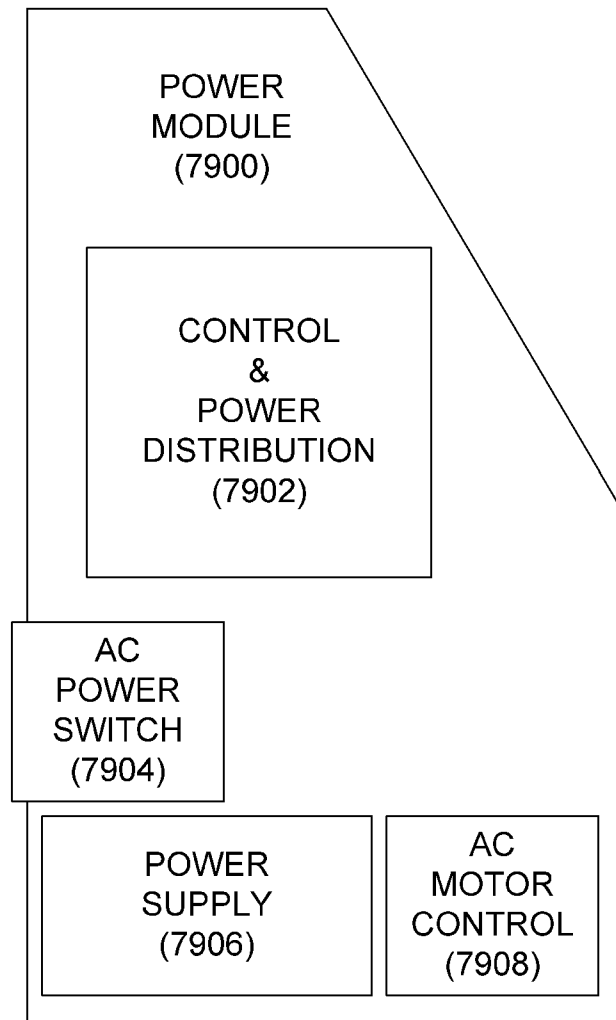 POWER
MODULE
(7900)
CONTROL
&
POWER
DISTRIBUTION
(7902)
AC
POWER
SWITCH
(7904)
POWER
SUPPLY
(7906)
AC
MOTOR
CONTROL
(7908)